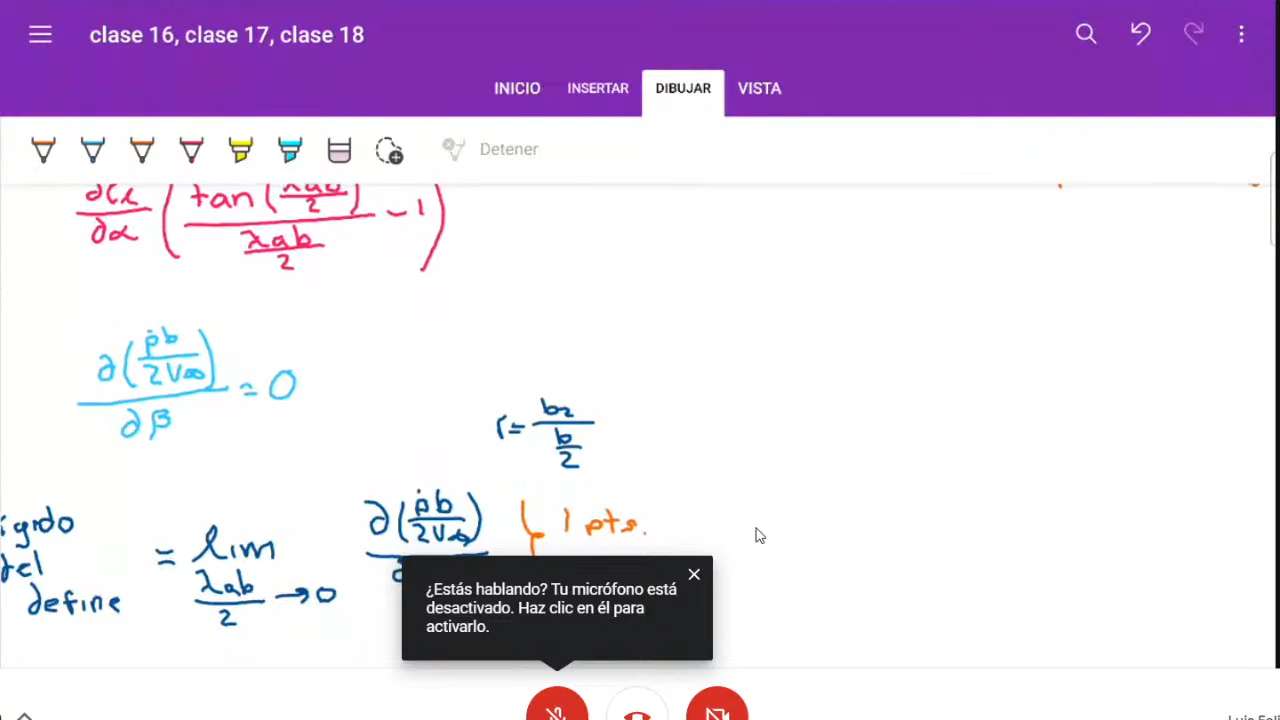 clase 16, clase 17, clase 18
INICIO INSERTAR DIBUJAR VISTA
Detener
tan(λab/2)
∂α ( ――― - 1 )
λab/2
∂(ṗb/2V∞)/∂β = 0
r = b2/(b/2)
ígido
del
define
= lim λab/2 → 0 ∂(ṗb/2V∞) } 1 pts.
¿Estás hablando? Tu micrófono está
desactivado. Haz clic en él para
activarlo.